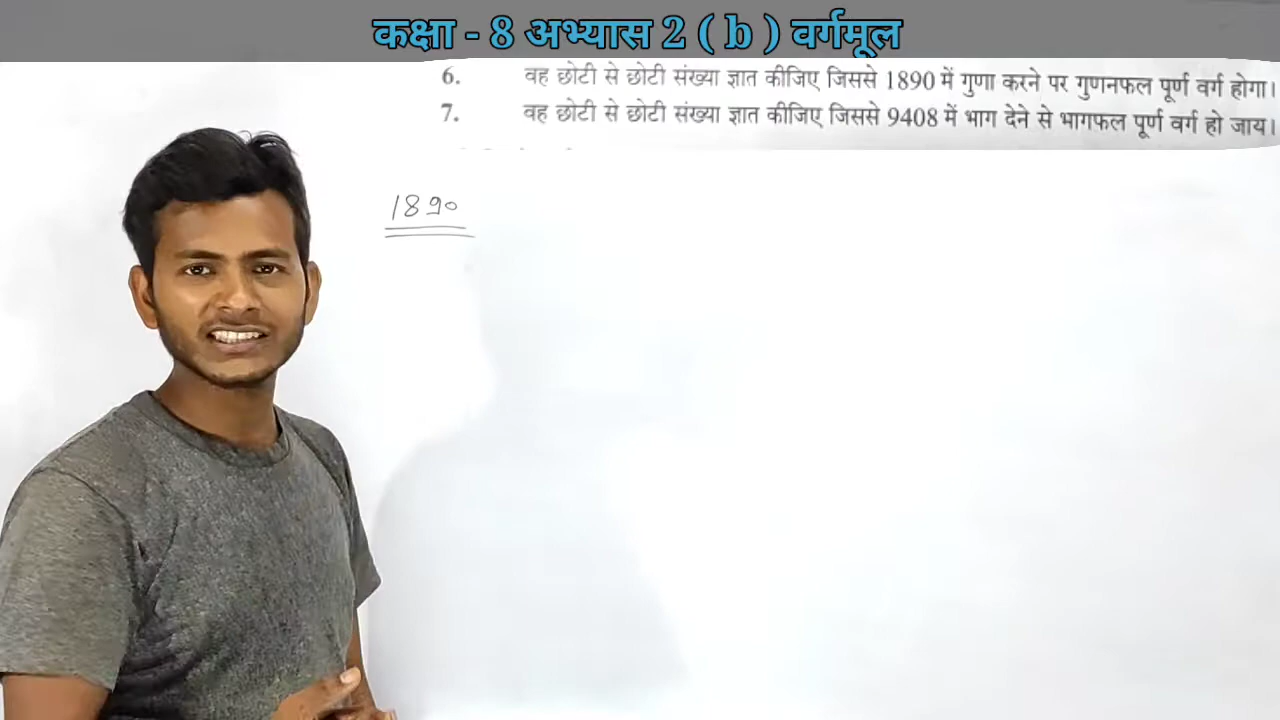 कक्षा - 8 अभ्यास 2 ( b ) वर्गमूल
6. वह छोटी से छोटी संख्या ज्ञात कीजिए जिससे 1890 में गुणा करने पर गुणनफल पूर्ण वर्ग होगा।
7. वह छोटी से छोटी संख्या ज्ञात कीजिए जिससे 9408 में भाग देने से भागफल पूर्ण वर्ग हो जाय।
1890